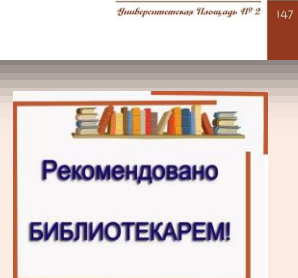 Университетская Площадь № 2
147
Рекомендовано
БИБЛИОТЕКАРЕМ!